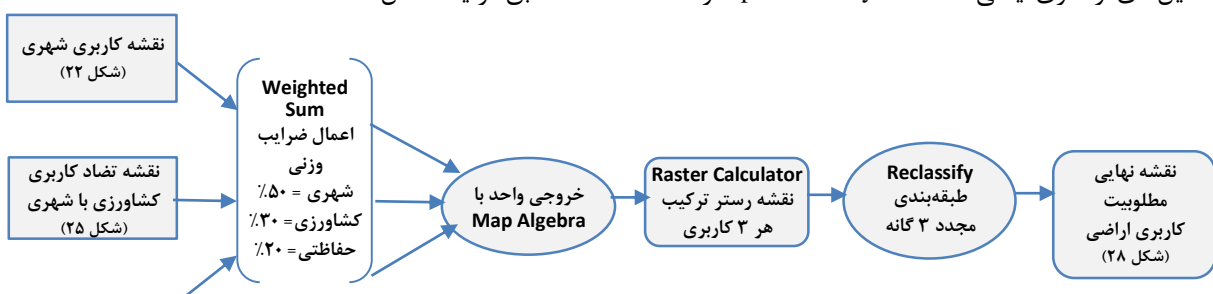 نقشه کاربری شهری
(شکل ۲۲)
نقشه تضاد کاربری
کشاورزی با شهری
(شکل ۲۵)
Weighted
Sum
اعمال ضرایب
وزنی
شهری = ۵۰٪
کشاورزی= ۳۰٪
حفاظتی= ۲۰٪
خروجی واحد با
Map Algebra
Raster Calculator
نقشه رستر ترکیب
هر ۳ کاربری
Reclassify
طبقه‌بندی
مجدد ۳ گانه
نقشه نهایی
مطلوبیت
کاربری اراضی
(شکل ۲۸)